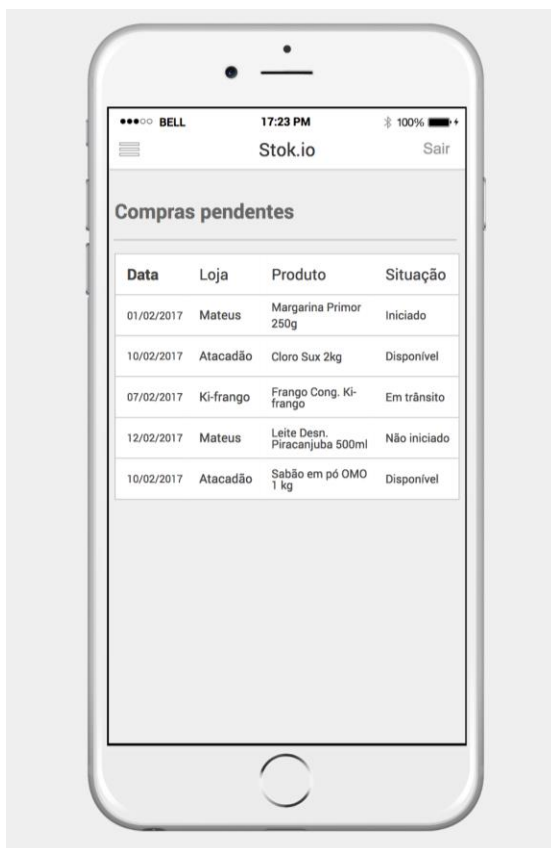 BELL 17:23 PM 100%
Stok.io Sair
Compras pendentes
Data Loja Produto Situação
01/02/2017 Mateus Margarina Primor 250g Iniciado
10/02/2017 Atacadão Cloro Sux 2kg Disponível
07/02/2017 Ki-frango Frango Cong. Ki-frango Em trânsito
12/02/2017 Mateus Leite Desn. Piracanjuba 500ml Não iniciado
10/02/2017 Atacadão Sabão em pó OMO 1 kg Disponível